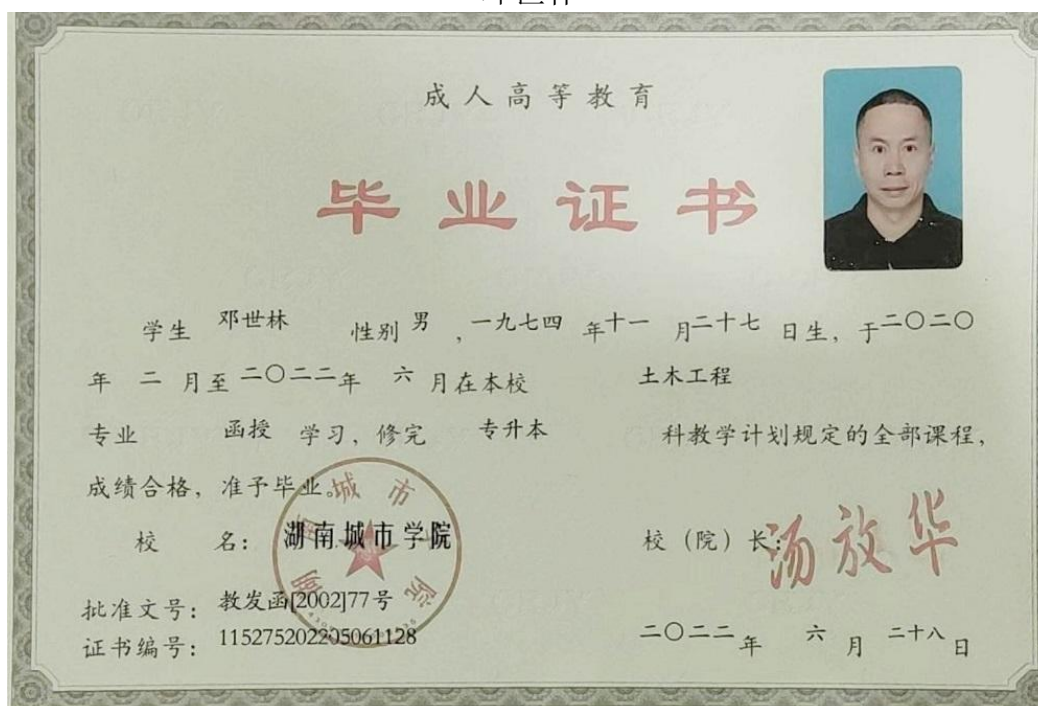 成人高等教育
毕业证书
学生 邓世林 性别 男 , 一九七四 年十一 月二十七 日生, 于二〇二〇
年 二 月至 二〇二二年 六 月在本校 土木工程
专业 函授 学习, 修完 专升本 科教学计划规定的全部课程,
成绩合格, 准予毕业。
校 名: 湖南城市学院
校（院）长: 汤放华
湖南城市学院
批准文号: 教发函[2002]77号
证书编号: 115275202205061128
二〇二二 年 六 月 二十八 日